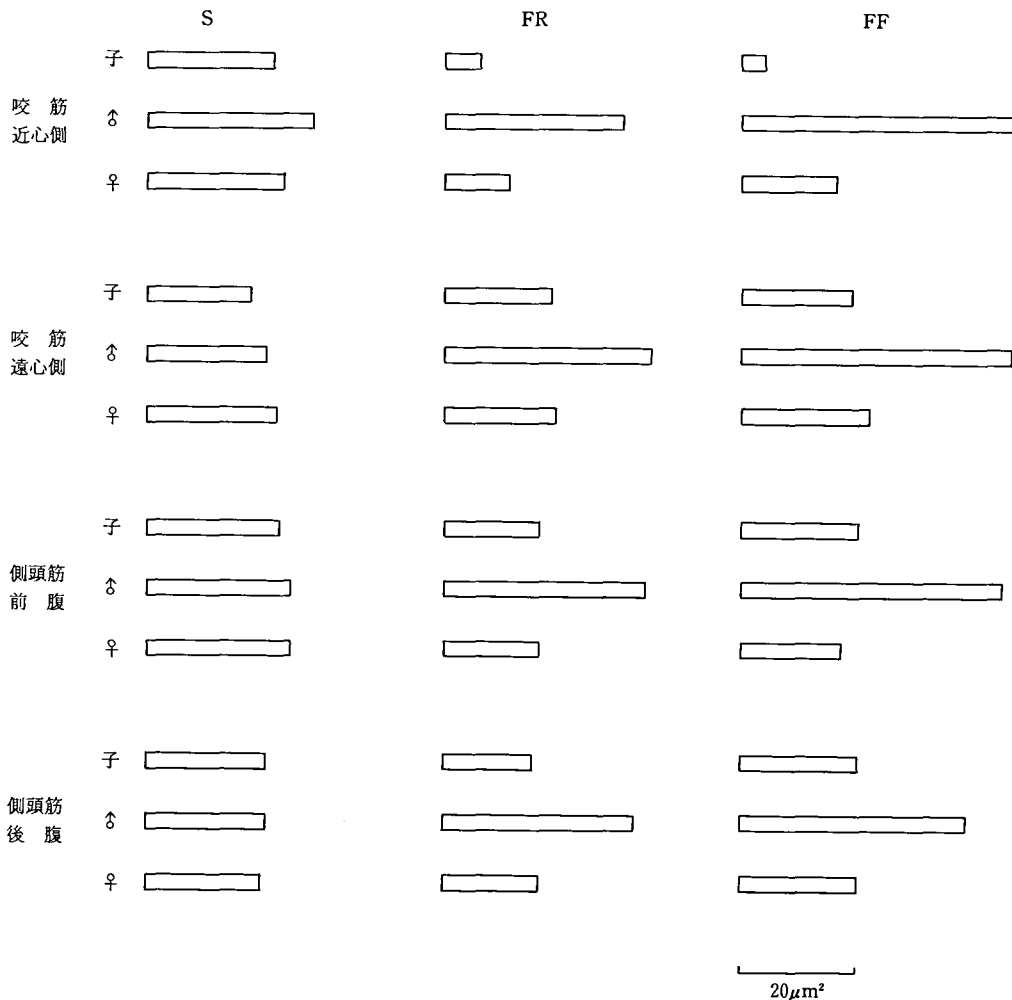 S FR FF
子
咬 筋
近心側
♂
♀
子
咬 筋
遠心側
♂
♀
子
側頭筋
前 腹
♂
♀
子
側頭筋
後 腹
♂
♀
20μm²